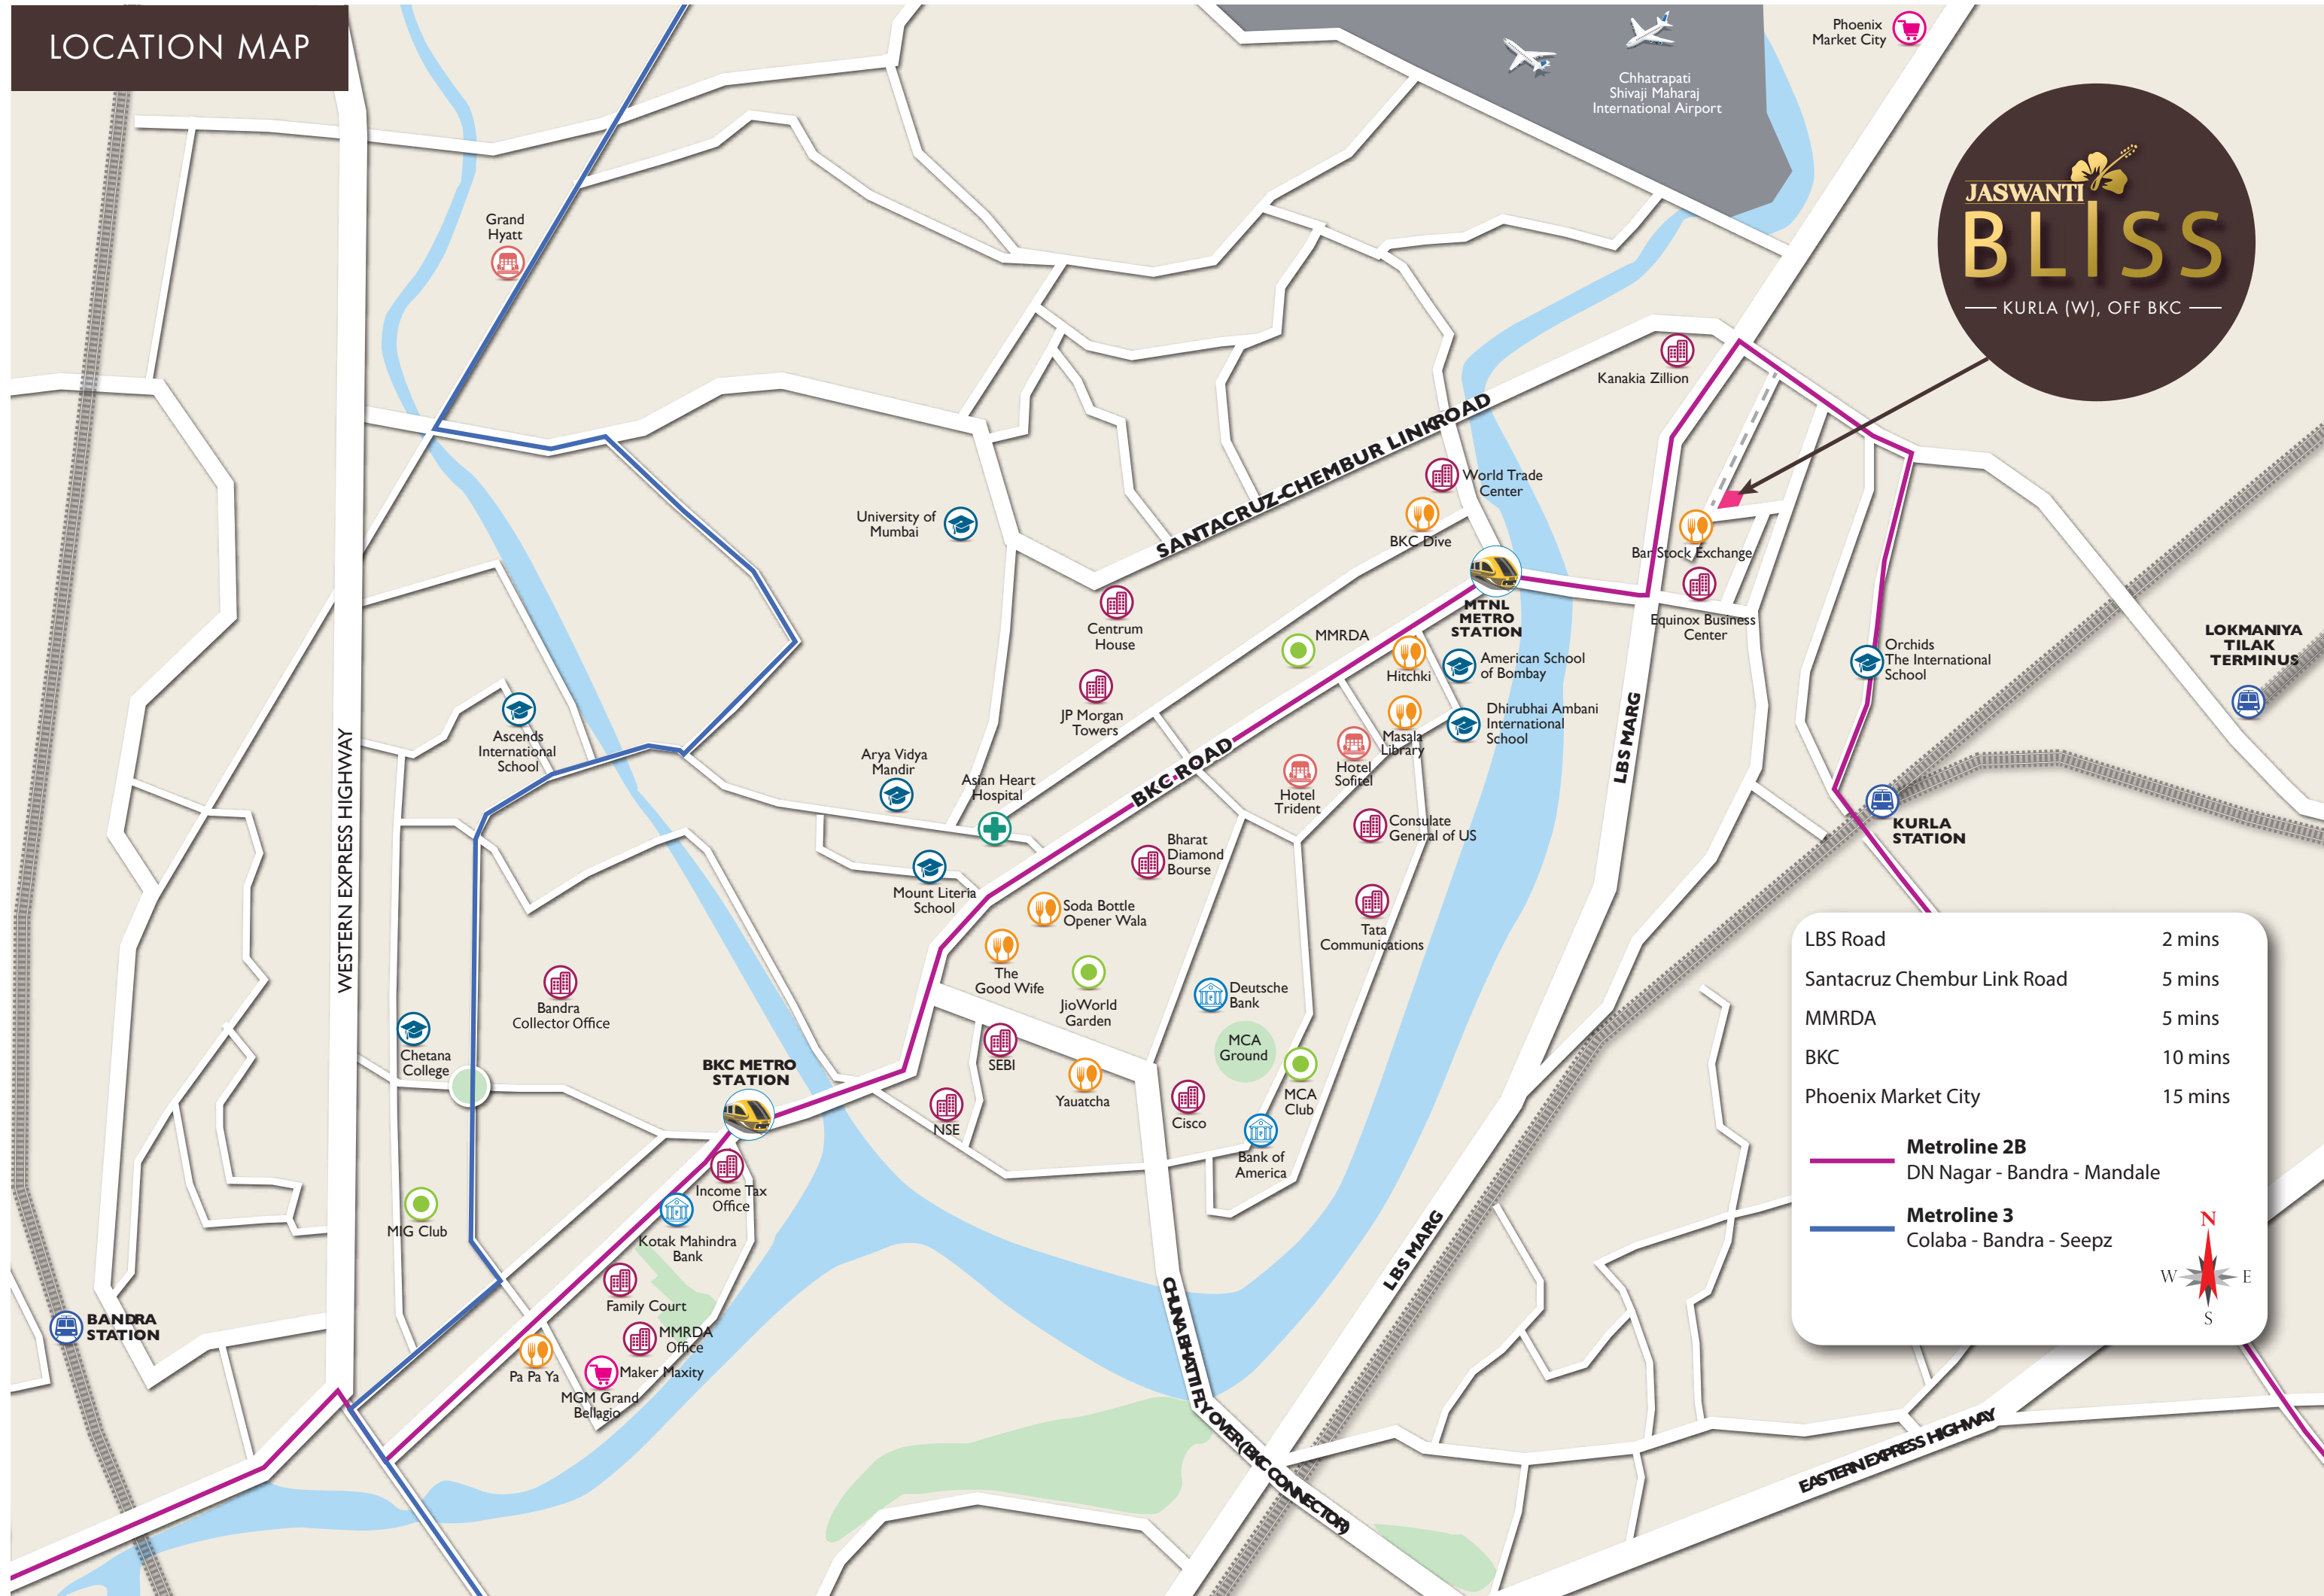 LOCATION MAP
Phoenix
Market City
Chhatrapati
Shivaji Maharaj
International Airport
JASWANTI
BLISS
KURLA (W), OFF BKC
Grand
Hyatt
Kanakia Zillion
SANTACRUZ-CHEMBUR LINKROAD
World Trade
Center
University of
Mumbai
BKC Dive
Bar Stock Exchange
MTNL
METRO
STATION
Equinox Business
Center
Centrum
House
MMRDA
Hitchki
American School
of Bombay
Orchids
The International
School
LOKMANIYA
TILAK
TERMINUS
JP Morgan
Towers
Dhirubhai Ambani
International
School
Masala
Library
LBS MARG
Ascends
International
School
WESTERN EXPRESS HIGHWAY
Arya Vidya
Mandir
Asian Heart
Hospital
BKC ROAD
Hotel
Sofitel
Hotel
Trident
Consulate
General of US
KURLA
STATION
Bharat
Diamond
Bourse
Mount Literia
School
Soda Bottle
Opener Wala
Tata
Communications
The
Good Wife
JioWorld
Garden
Deutsche
Bank
Bandra
Collector Office
Chetana
College
BKC METRO
STATION
SEBI
Yauatcha
MCA
Ground
MCA
Club
NSE
Cisco
Bank of
America
Income Tax
Office
MIG Club
Kotak Mahindra
Bank
Family Court
MMRDA
Office
BANDRA
STATION
Pa Pa Ya
Maker Maxity
MGM Grand
Bellagio
CHUNABHATTI FLYOVER (BKC CONNECTOR)
LBS MARG
EASTERN EXPRESS HIGHWAY
LBS Road 2 mins
Santacruz Chembur Link Road 5 mins
MMRDA 5 mins
BKC 10 mins
Phoenix Market City 15 mins
Metroline 2B
DN Nagar - Bandra - Mandale
Metroline 3
Colaba - Bandra - Seepz
N
W E
S